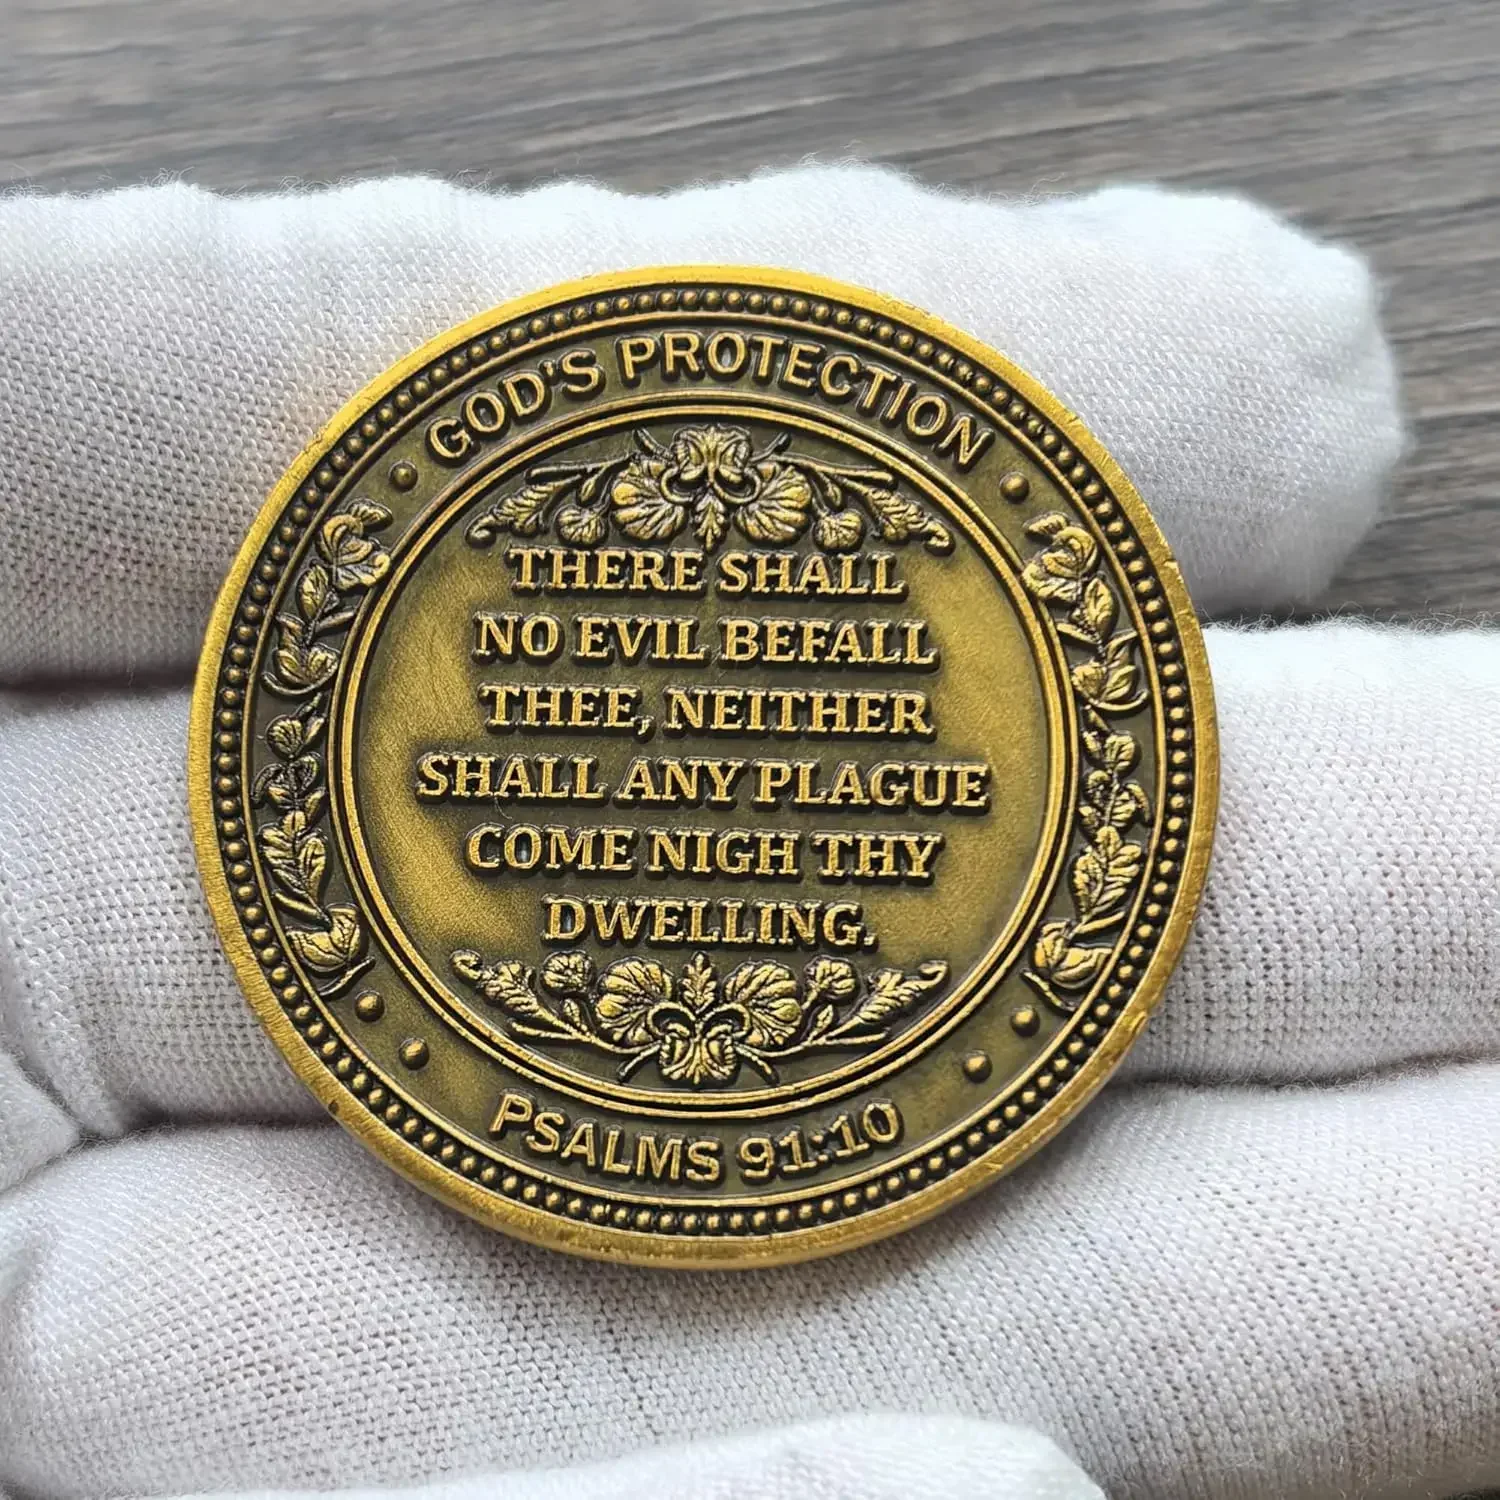 GOD'S PROTECTION
THERE SHALL
NO EVIL BEFALL
THEE, NEITHER
SHALL ANY PLAGUE
COME NIGH THY
DWELLING.
PSALMS 91:10